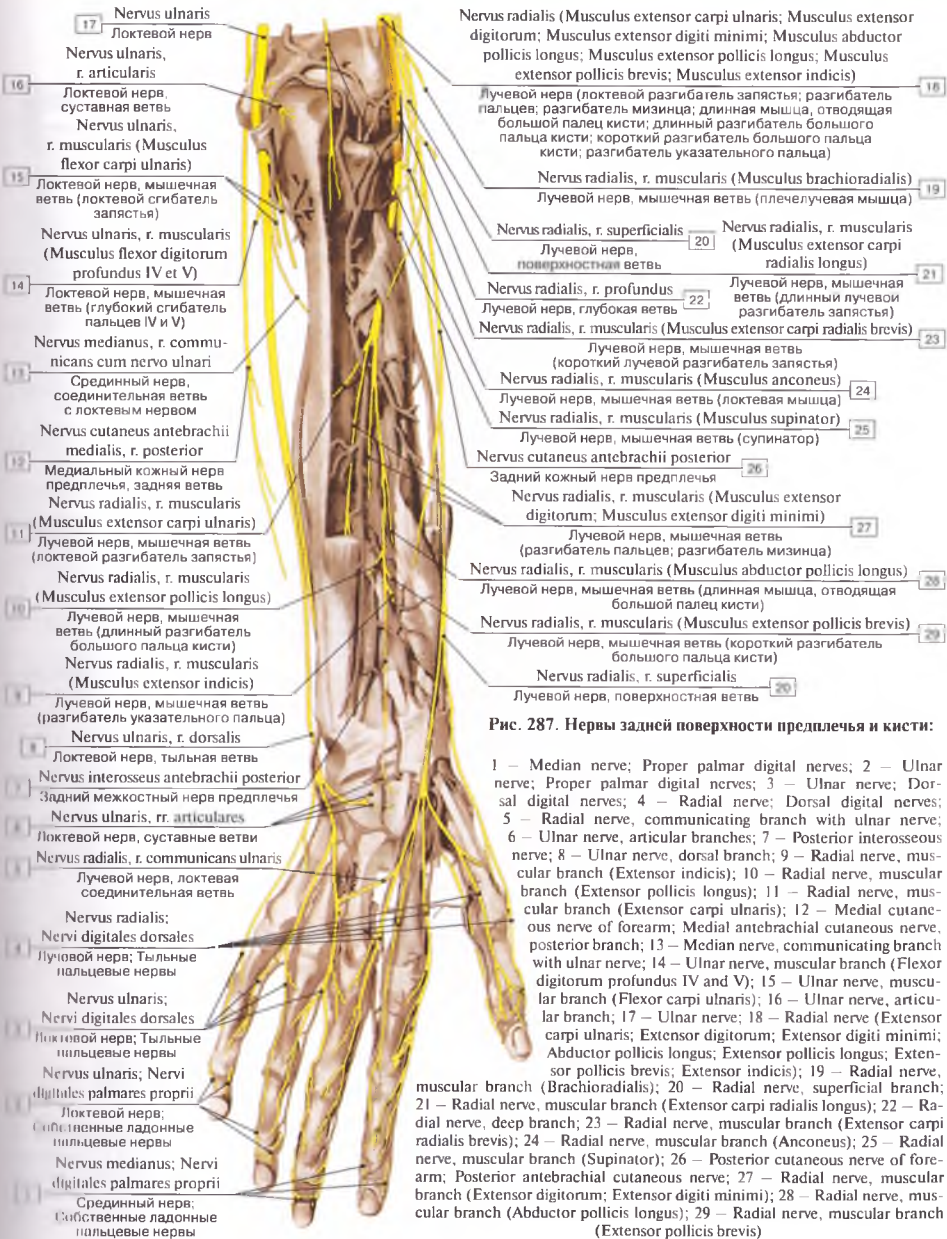 17
Nervus ulnaris
Локтевой нерв
Nervus ulnaris,
r. articularis
16
Локтевой нерв,
суставная ветвь
Nervus ulnaris,
r. muscularis (Musculus
flexor carpi ulnaris)
15
Локтевой нерв, мышечная
ветвь (локтевой сгибатель
запястья)
Nervus ulnaris, r. muscularis
(Musculus flexor digitorum
profundus IV et V)
14
Локтевой нерв, мышечная
ветвь (глубокий сгибатель
пальцев IV и V)
Nervus medianus, r. commu-
nicans cum nervo ulnari
13
Срединный нерв,
соединительная ветвь
с локтевым нервом
Nervus cutaneus antebrachii
medialis, r. posterior
12
Медиальный кожный нерв
предплечья, задняя ветвь
Nervus radialis, r. muscularis
(Musculus extensor carpi ulnaris)
11
Лучевой нерв, мышечная ветвь
(локтевой разгибатель запястья)
Nervus radialis, r. muscularis
(Musculus extensor pollicis longus)
10
Лучевой нерв, мышечная
ветвь (длинный разгибатель
большого пальца кисти)
Nervus radialis, r. muscularis
(Musculus extensor indicis)
9
Лучевой нерв, мышечная ветвь
(разгибатель указательного пальца)
Nervus ulnaris, r. dorsalis
8
Локтевой нерв, тыльная ветвь
Nervus interosseus antebrachii posterior
7
Задний межкостный нерв предплечья
Nervus ulnaris, rr. articulares
6
Локтевой нерв, суставные ветви
Nervus radialis, r. communicans ulnaris
5
Лучевой нерв, локтевая
соединительная ветвь
Nervus radialis;
Nervi digitales dorsales
4
Лучевой нерв; Тыльные
пальцевые нервы
Nervus ulnaris;
Nervi digitales dorsales
3
Локтевой нерв; Тыльные
пальцевые нервы
Nervus ulnaris; Nervi
digitales palmares proprii
2
Локтевой нерв;
Собственные ладонные
пальцевые нервы
Nervus medianus; Nervi
digitales palmares proprii
1
Срединный нерв;
Собственные ладонные
пальцевые нервы
Nervus radialis (Musculus extensor carpi ulnaris; Musculus extensor
digitorum; Musculus extensor digiti minimi; Musculus abductor
pollicis longus; Musculus extensor pollicis longus; Musculus
extensor pollicis brevis; Musculus extensor indicis)
18
Лучевой нерв (локтевой разгибатель запястья; разгибатель
пальцев; разгибатель мизинца; длинная мышца, отводящая
большой палец кисти; длинный разгибатель большого
пальца кисти; короткий разгибатель большого пальца
кисти; разгибатель указательного пальца)
Nervus radialis, r. muscularis (Musculus brachioradialis)
19
Лучевой нерв, мышечная ветвь (плечелучевая мышца)
Nervus radialis, r. superficialis
20
Лучевой нерв,
поверхностная ветвь
Nervus radialis, r. muscularis
(Musculus extensor carpi
radialis longus)
21
Лучевой нерв, мышечная
ветвь (длинный лучевой
разгибатель запястья)
Nervus radialis, r. profundus
22
Лучевой нерв, глубокая ветвь
Nervus radialis, r. muscularis (Musculus extensor carpi radialis brevis)
23
Лучевой нерв, мышечная ветвь
(короткий лучевой разгибатель запястья)
Nervus radialis, r. muscularis (Musculus anconeus)
24
Лучевой нерв, мышечная ветвь (локтевая мышца)
Nervus radialis, r. muscularis (Musculus supinator)
25
Лучевой нерв, мышечная ветвь (супинатор)
Nervus cutaneus antebrachii posterior
26
Задний кожный нерв предплечья
Nervus radialis, r. muscularis (Musculus extensor
digitorum; Musculus extensor digiti minimi)
27
Лучевой нерв, мышечная ветвь
(разгибатель пальцев; разгибатель мизинца)
Nervus radialis, r. muscularis (Musculus abductor pollicis longus)
28
Лучевой нерв, мышечная ветвь (длинная мышца, отводящая
большой палец кисти)
Nervus radialis, r. muscularis (Musculus extensor pollicis brevis)
29
Лучевой нерв, мышечная ветвь (короткий разгибатель
большого пальца кисти)
Nervus radialis, r. superficialis
20
Лучевой нерв, поверхностная ветвь
Рис. 287. Нервы задней поверхности предплечья и кисти:
1 – Median nerve; Proper palmar digital nerves; 2 – Ulnar
nerve; Proper palmar digital nerves; 3 – Ulnar nerve; Dor-
sal digital nerves; 4 – Radial nerve; Dorsal digital nerves;
5 – Radial nerve, communicating branch with ulnar nerve;
6 – Ulnar nerve, articular branches; 7 – Posterior interosseous
nerve; 8 – Ulnar nerve, dorsal branch; 9 – Radial nerve, mus-
cular branch (Extensor indicis); 10 – Radial nerve, muscular
branch (Extensor pollicis longus); 11 – Radial nerve, mus-
cular branch (Extensor carpi ulnaris); 12 – Medial cutane-
ous nerve of forearm; Medial antebrachial cutaneous nerve,
posterior branch; 13 – Median nerve, communicating branch
with ulnar nerve; 14 – Ulnar nerve, muscular branch (Flexor
digitorum profundus IV and V); 15 – Ulnar nerve, muscu-
lar branch (Flexor carpi ulnaris); 16 – Ulnar nerve, articu-
lar branch; 17 – Ulnar nerve; 18 – Radial nerve (Extensor
carpi ulnaris; Extensor digitorum; Extensor digiti minimi;
Abductor pollicis longus; Extensor pollicis longus; Exten-
sor pollicis brevis; Extensor indicis); 19 – Radial nerve,
muscular branch (Brachioradialis); 20 – Radial nerve, superficial branch;
21 – Radial nerve, muscular branch (Extensor carpi radialis longus); 22 – Ra-
dial nerve, deep branch; 23 – Radial nerve, muscular branch (Extensor carpi
radialis brevis); 24 – Radial nerve, muscular branch (Anconeus); 25 – Radial
nerve, muscular branch (Supinator); 26 – Posterior cutaneous nerve of fore-
arm; Posterior antebrachial cutaneous nerve; 27 – Radial nerve, muscular
branch (Extensor digitorum; Extensor digiti minimi); 28 – Radial nerve, mus-
cular branch (Abductor pollicis longus); 29 – Radial nerve, muscular branch
(Extensor pollicis brevis)